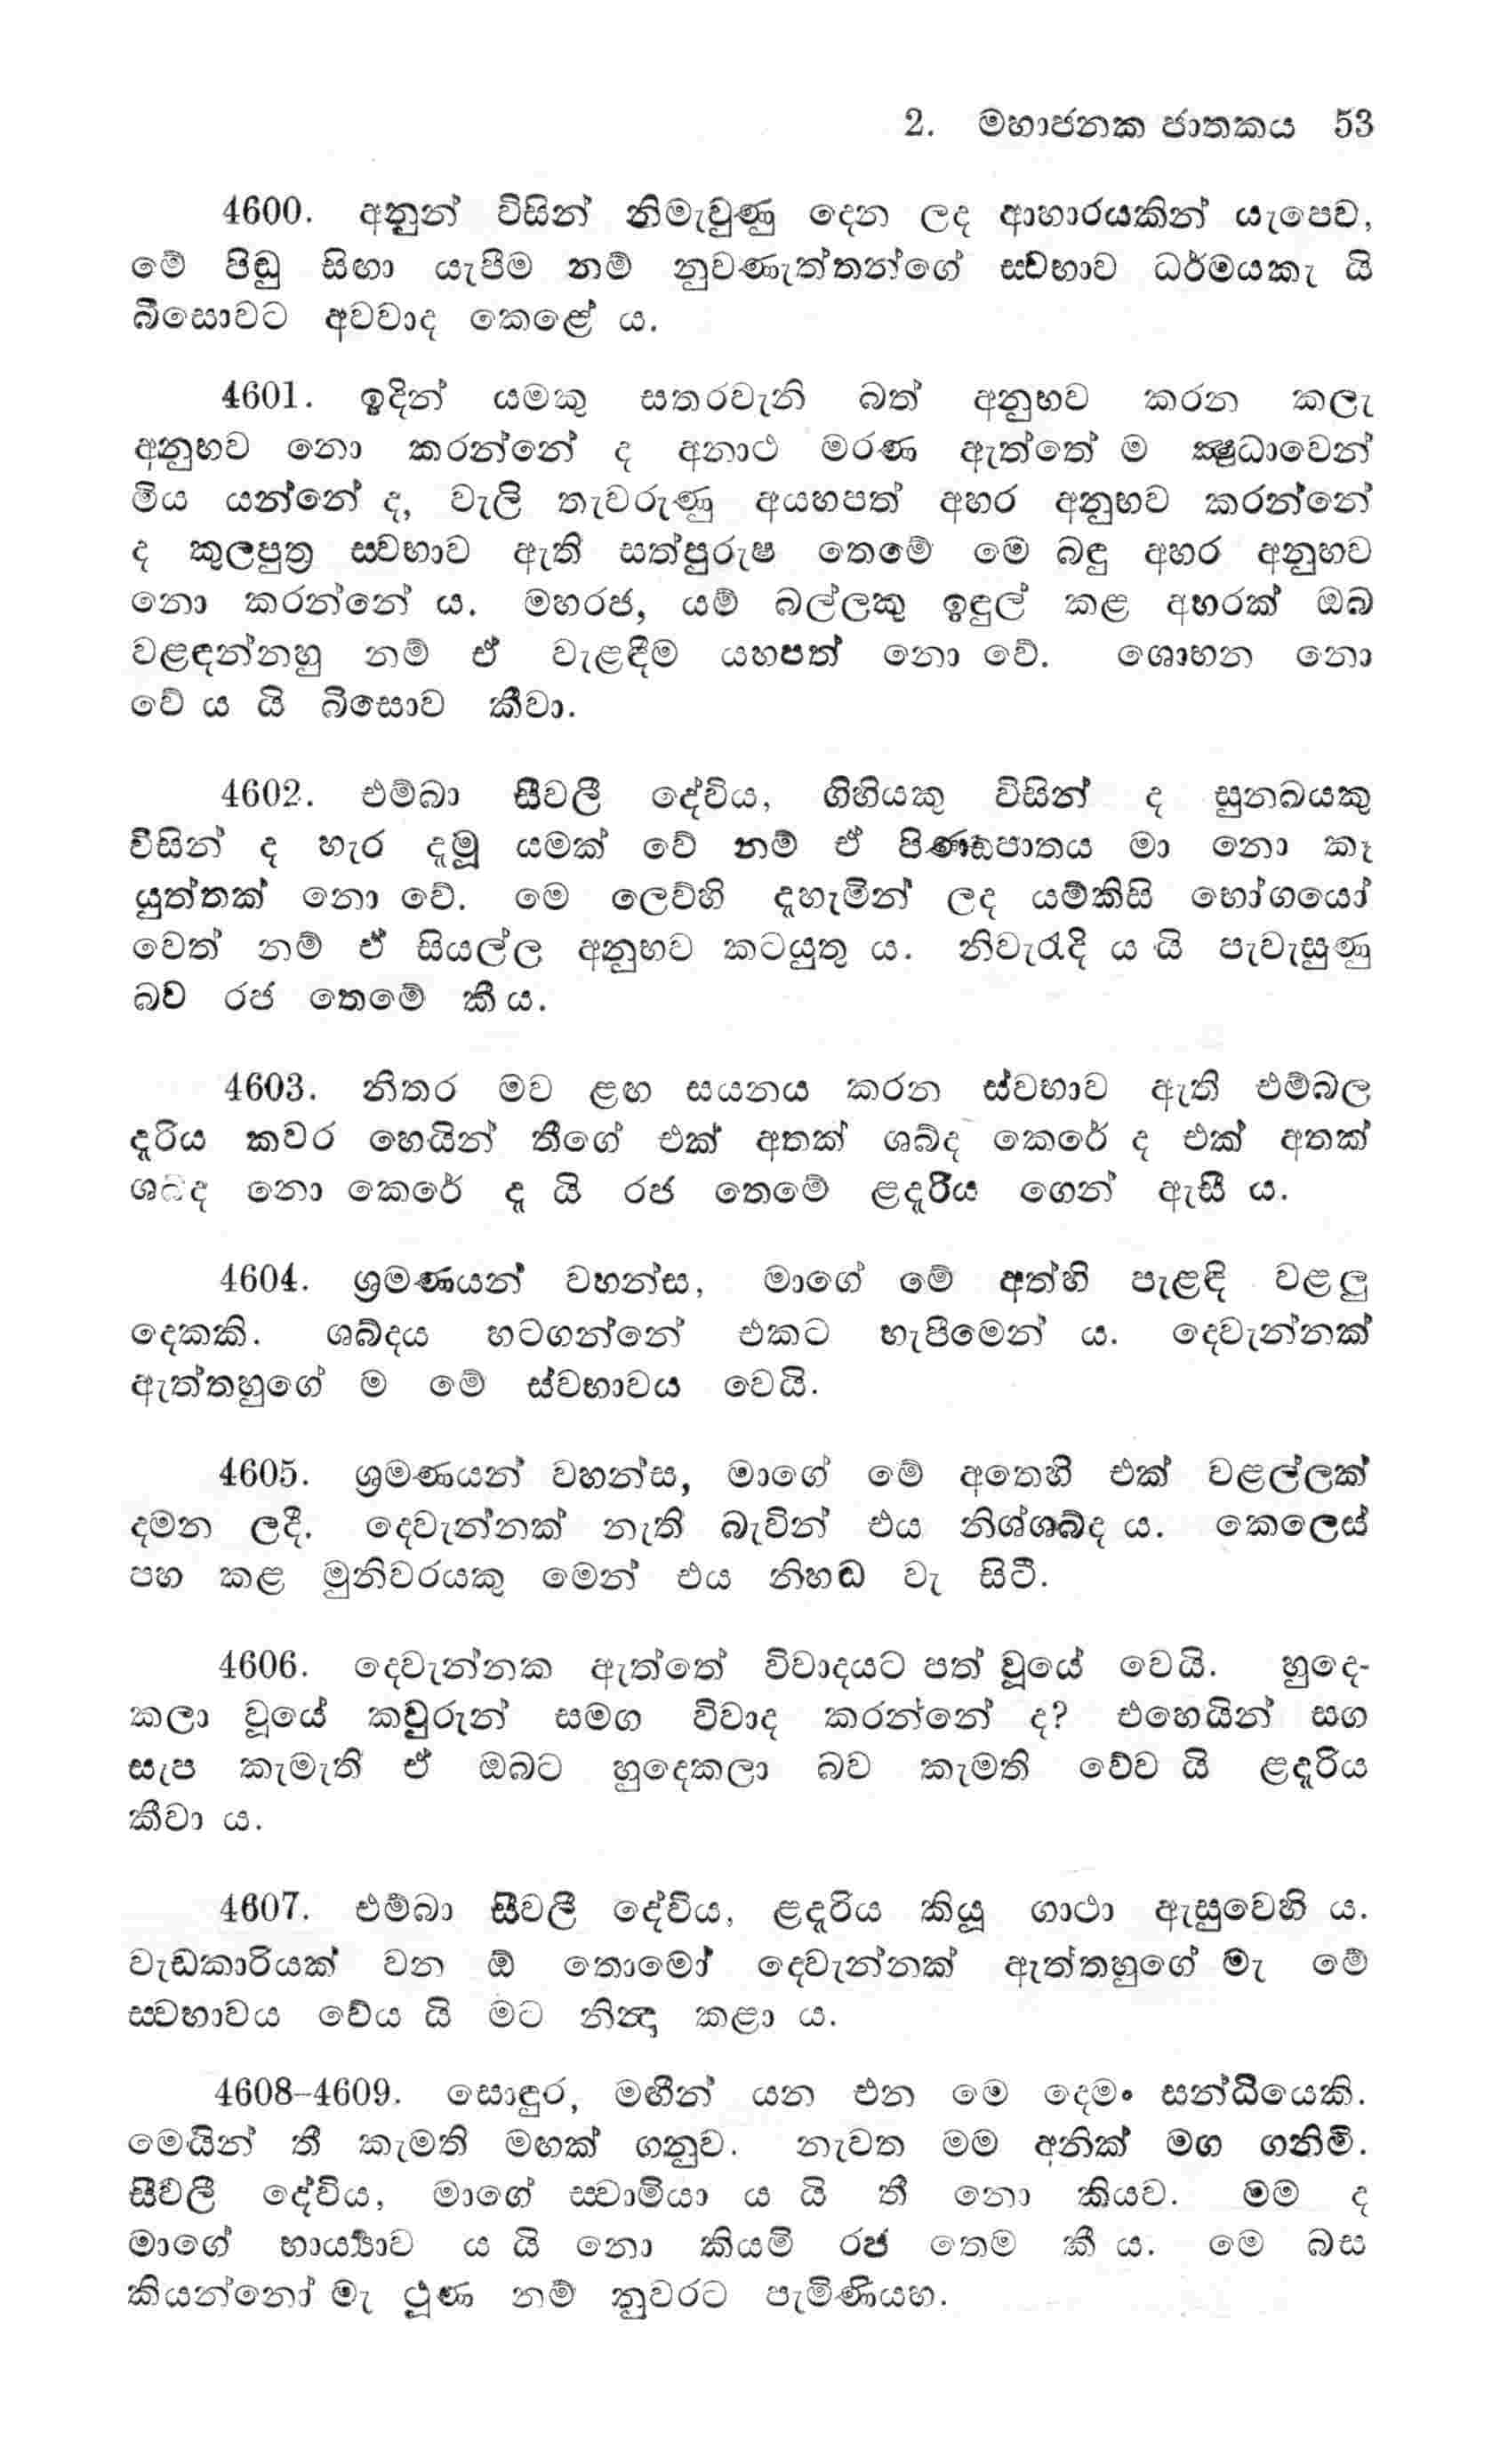 2. මහාජනක ජාතකය 53
4600. අනුන් විසින් නිමැවුණු දෙන ලද ආහාරයකින් යැපෙව,
මේ පිඬු සිඟා යැපීම නම් නුවණැත්තන්ගේ ස්වභාව ධර්මයකැ යි
බිසොවට අවවාද කෙළේ ය.
4601. ඉදින් යමකු සතරවැනි බත් අනුභව කරන කලැ
අනුභව නො කරන්නේ ද අනාථ මරණ ඇත්තේ ම ක්‍ෂුධාවෙන්
මිය යන්නේ ද, වැලි තැවරුණු අයහපත් අහර අනුභව කරන්නේ
ද කුලපුත්‍ර ස්වභාව ඇති සත්පුරුෂ තෙමේ මේ බඳු අහර අනුභව
නො කරන්නේ ය. මහරජ, යම් බල්ලකු ඉඳුල් කළ අහරක් ඔබ
වළඳන්නහු නම් ඒ වැළඳීම යහපත් නො වේ. ශොභන නො
වේ ය යි බිසොව කීවා.
4602. එම්බා සීවලී දේවිය, ගිහියකු විසින් ද සුනඛයකු
විසින් ද හැර දැමූ යමක් වේ නම් ඒ පිණ්ඩපාතය මා නො කෑ
යුත්තක් නො වේ. මෙ ලෙව්හි දැහැමින් ලද යම්කිසි භෝගයෝ
වෙත් නම් ඒ සියල්ල අනුභව කටයුතු ය. නිවැරැදි ය යි පැවැසුණු
බව රජ තෙමේ කී ය.
4603. නිතර මව ළඟ සයනය කරන ස්වභාව ඇති එම්බල
දැරිය කවර හෙයින් තීගේ එක් අතක් ශබ්ද කෙරේ ද එක් අතක්
ශබ්ද නො කෙරේ ද යි රජ තෙමේ ළදැරිය ගෙන් ඇසී ය.
4604. ශ්‍රමණයන් වහන්ස, මාගේ මේ අත්හි පැළඳි වළලු
දෙකකි. ශබ්දය හටගන්නේ එකට හැපීමෙන් ය. දෙවැන්නක්
ඇත්තහුගේ ම මේ ස්වභාවය වෙයි.
4605. ශ්‍රමණයන් වහන්ස, මාගේ මේ අතෙහි එක් වළල්ලක්
දමන ලදී. දෙවැන්නක් නැති බැවින් එය නිශ්ශබ්ද ය. කෙලෙස්
පහ කළ මුනිවරයකු මෙන් එය නිහඬ වැ සිටී.
4606. දෙවැන්නක ඇත්තේ විවාදයට පත් වූයේ වෙයි. හුදෙ-
කලා වූයේ කවුරුන් සමග විවාද කරන්නේ ද? එහෙයින් සග
සැප කැමැති ඒ ඔබට හුදෙකලා බව කැමති වේව යි ළදැරිය
කීවා ය.
4607. එම්බා සීවලී දේවිය, ළදැරිය කියූ ගාථා ඇසුවෙහි ය.
වැඩකාරියක් වන ඕ තොමෝ දෙවැන්නක් ඇත්තහුගේ මැ මේ
ස්වභාවය වේය යි මට නින්‍දා කළා ය.
4608–4609. සොඳුර, මඟීන් යන එන මෙ දෙමං සන්ධියෙකි.
මෙයින් තී කැමති මඟක් ගනුව. නැවත මම අනික් මග ගනිමි.
සීවලී දේවිය, මාගේ ස්වාමියා ය යි තී නො කියව. මම ද
මාගේ භාර්‍ය්‍යාව ය යි නො කියමි රජ තෙම කී ය. මෙ බස
කියන්නෝ මැ ථූණ නම් නුවරට පැමිණියහ.